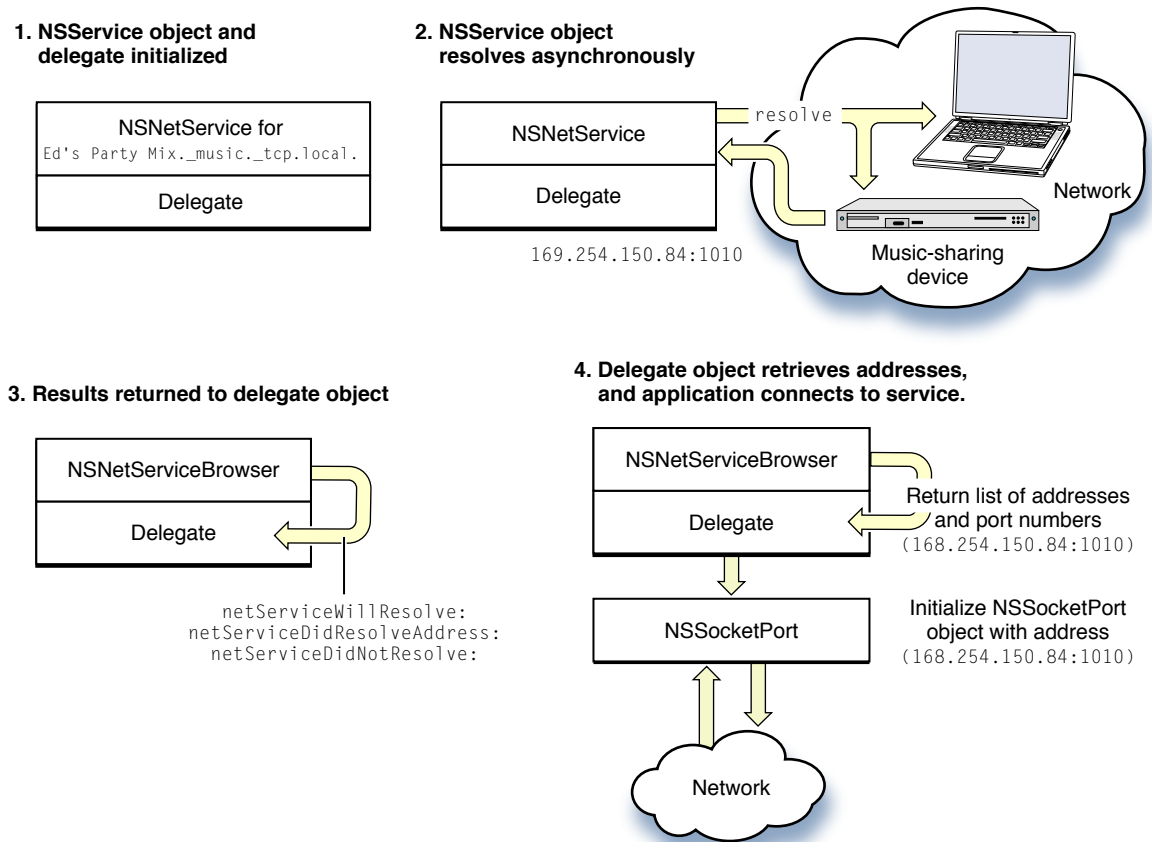 1. NSService object and
delegate initialized
NSNetService for
Ed's Party Mix._music._tcp.local.
Delegate
2. NSService object
resolves asynchronously
NSNetService
Delegate
resolve
169.254.150.84:1010
Network
Music-sharing
device
3. Results returned to delegate object
NSNetServiceBrowser
Delegate
netServiceWillResolve:
netServiceDidResolveAddress:
netServiceDidNotResolve:
4. Delegate object retrieves addresses,
and application connects to service.
NSNetServiceBrowser
Delegate
Return list of addresses
and port numbers
(168.254.150.84:1010)
NSSocketPort
Initialize NSSocketPort
object with address
(168.254.150.84:1010)
Network